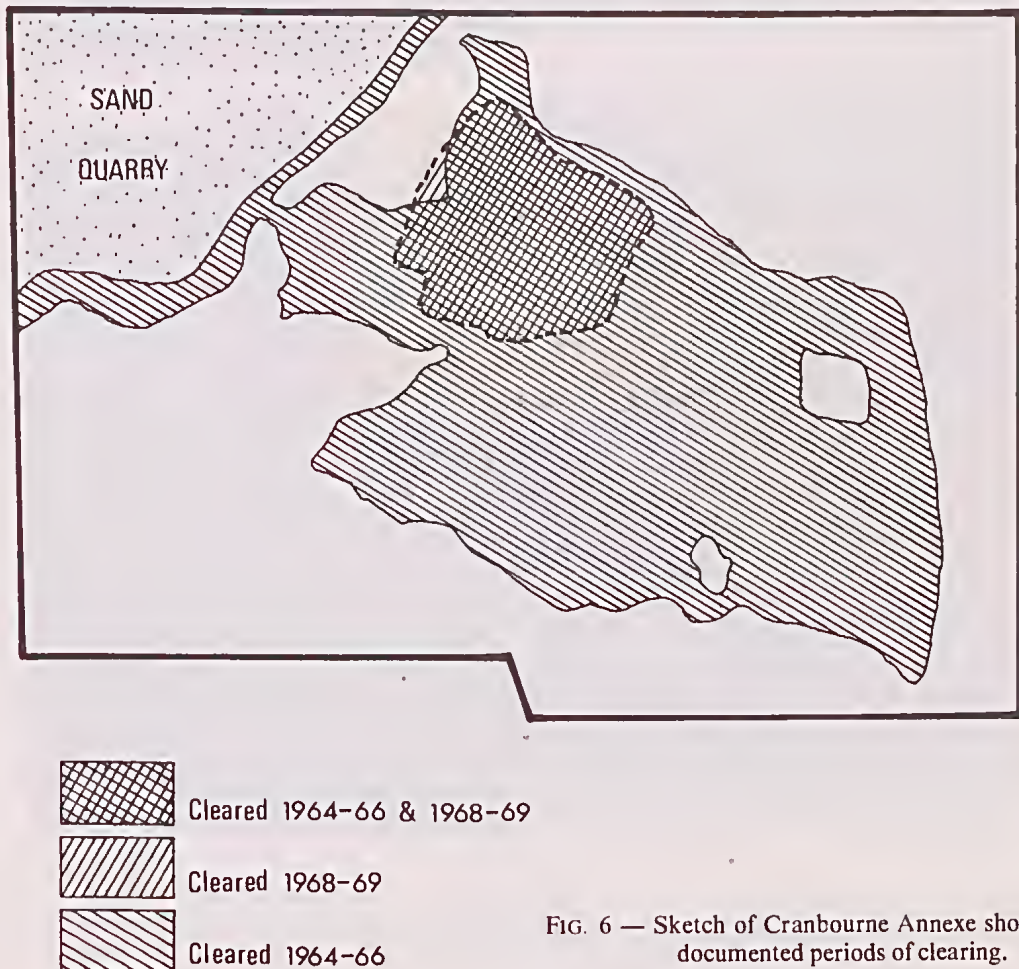 SAND
QUARRY
Cleared 1964-66 & 1968-69
Cleared 1968-69
Cleared 1964-66
FIG. 6 — Sketch of Cranbourne Annexe sho
documented periods of clearing.